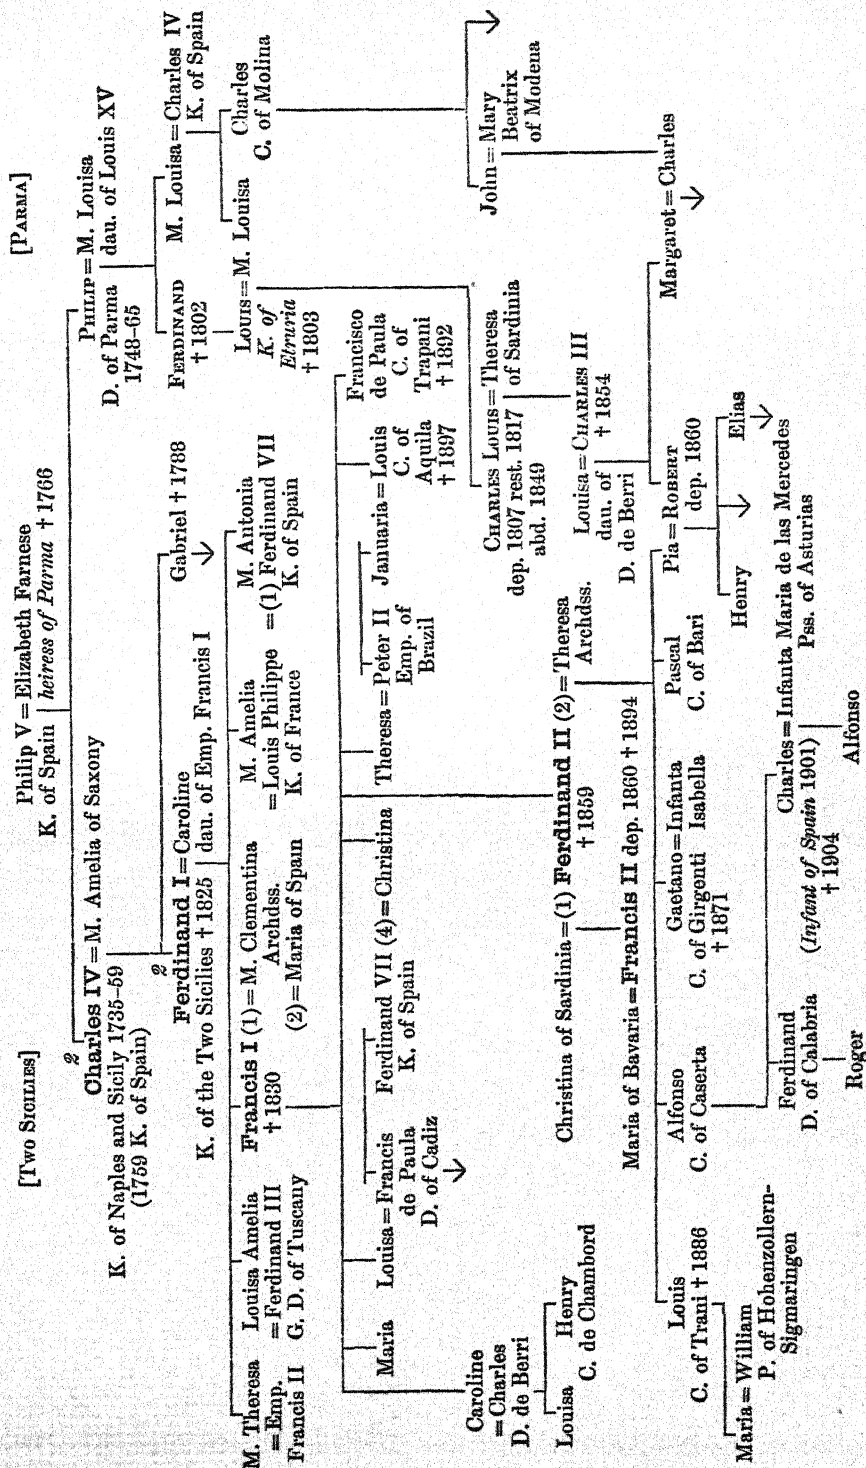 [Two Sicilies]
[Parma]
Philip V = Elizabeth Farnese
K. of Spain heiress of Parma † 1766
2
Charles IV = M. Amelia of Saxony
K. of Naples and Sicily 1735–59
(1759 K. of Spain)
Philip = M. Louisa
D. of Parma dau. of Louis XV
1748–65
2
Ferdinand I = Caroline
K. of the Two Sicilies † 1825 dau. of Emp. Francis I
Gabriel † 1788
Ferdinand
† 1802
M. Louisa = Charles IV
K. of Spain
M. Theresa
= Emp.
Francis II
Louisa Amelia
= Ferdinand III
G. D. of Tuscany
Francis I (1) = M. Clementina
† 1830 Archdss.
(2) = Maria of Spain
M. Amelia
= Louis Philippe
K. of France
M. Antonia
= (1) Ferdinand VII
K. of Spain
Louis = M. Louisa
K. of
Etruria
† 1803
Charles
C. of Molina
Maria
Louisa = Francis
de Paula
D. of Cadiz
Ferdinand VII (4) = Christina
K. of Spain
Theresa = Peter II
Emp. of
Brazil
Januaria = Louis
C. of
Aquila
† 1897
Francisco
de Paula
C. of
Trapani
† 1892
Caroline
= Charles
D. de Berri
Louisa Henry
C. de Chambord
Charles Louis = Theresa
dep. 1807 rest. 1817 of Sardinia
abd. 1849
John = Mary
Beatrix
of Modena
Christina of Sardinia = (1) Ferdinand II (2) = Theresa
† 1859 Archdss.
Louisa = Charles III
dau. of † 1854
D. de Berri
Maria of Bavaria = Francis II dep. 1860 † 1894
Louis
C. of Trani † 1886
Alfonso
C. of Caserta
Gaetano = Infanta
C. of Girgenti Isabella
† 1871
Pascal
C. of Bari
Pia = Robert
dep. 1860
Margaret = Charles
Maria = William
P. of Hohenzollern-
Sigmaringen
Henry
Elias
Ferdinand
D. of Calabria
Charles = Infanta Maria de las Mercedes
(Infant of Spain 1901) Pss. of Asturias
† 1904
Roger
Alfonso